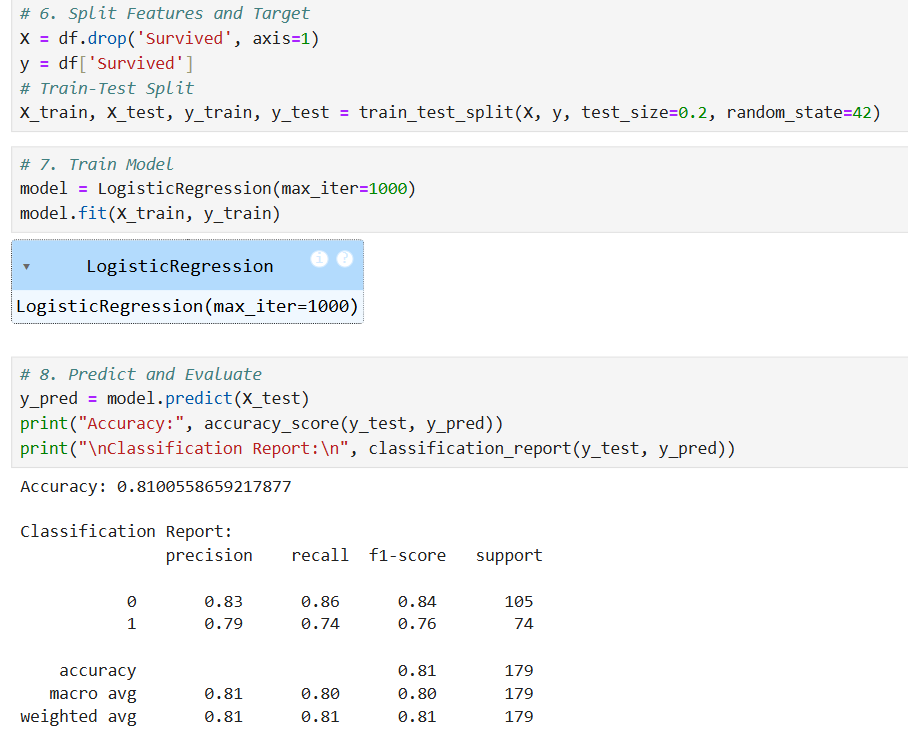 # 6. Split Features and Target
X = df.drop('Survived', axis=1)
y = df['Survived']
# Train-Test Split
X_train, X_test, y_train, y_test = train_test_split(X, y, test_size=0.2, random_state=42)
# 7. Train Model
model = LogisticRegression(max_iter=1000)
model.fit(X_train, y_train)
▾ LogisticRegression i ?
LogisticRegression(max_iter=1000)
# 8. Predict and Evaluate
y_pred = model.predict(X_test)
print("Accuracy:", accuracy_score(y_test, y_pred))
print("\nClassification Report:\n", classification_report(y_test, y_pred))
Accuracy: 0.8100558659217877
Classification Report:
precision recall f1-score support
0 0.83 0.86 0.84 105
1 0.79 0.74 0.76 74
accuracy 0.81 179
macro avg 0.81 0.80 0.80 179
weighted avg 0.81 0.81 0.81 179